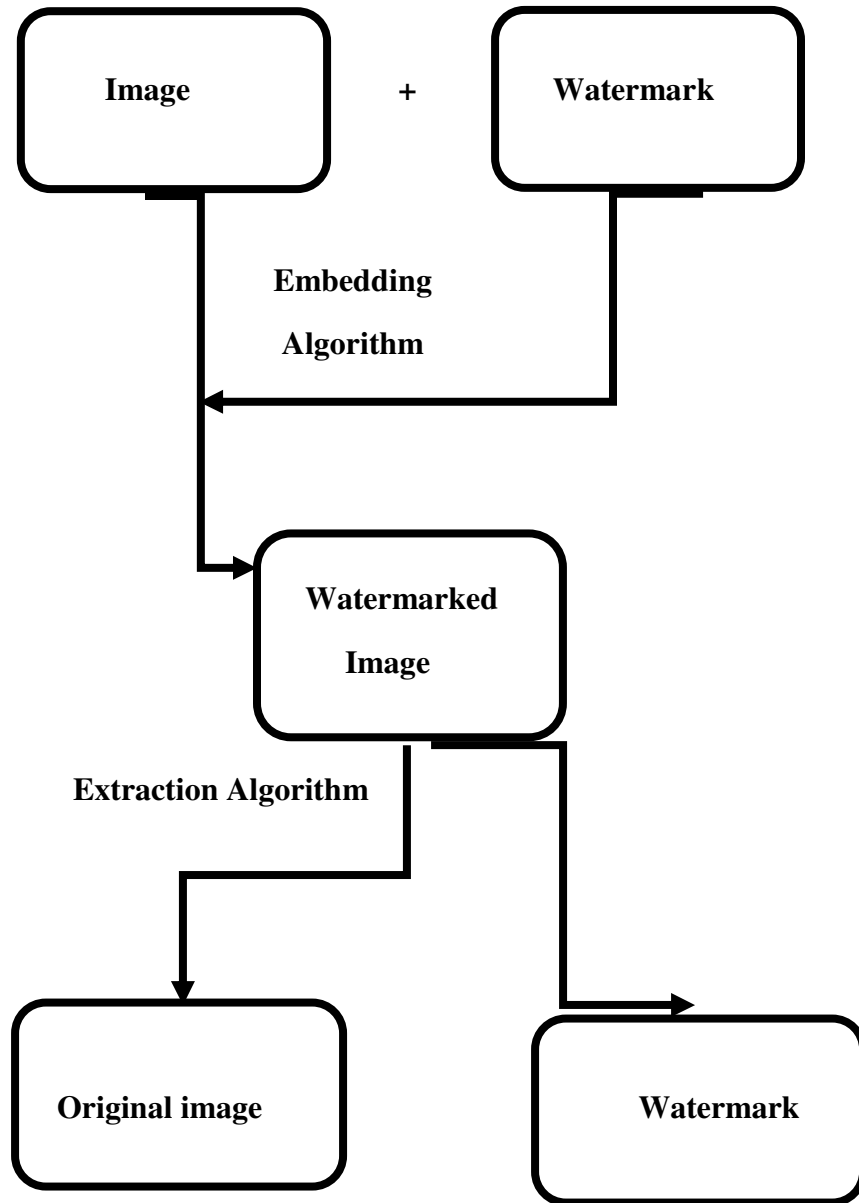 Image
+
Watermark
Embedding
Algorithm
Watermarked
Image
Extraction Algorithm
Original image
Watermark